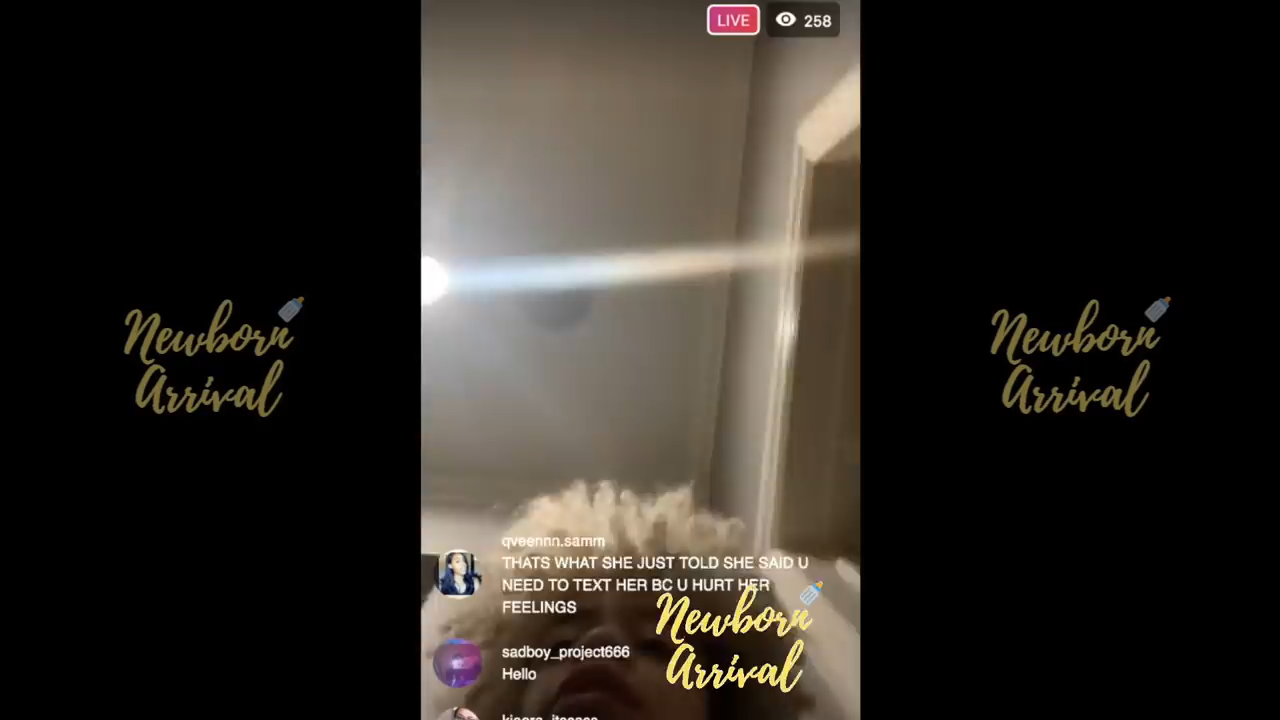 LIVE
258
Newborn
Arrival
Newborn
Arrival
qveennn.samm
THATS WHAT SHE JUST TOLD SHE SAID U
NEED TO TEXT HER BC U HURT HER
FEELINGS
Newborn
Arrival
sadboy_project666
Hello